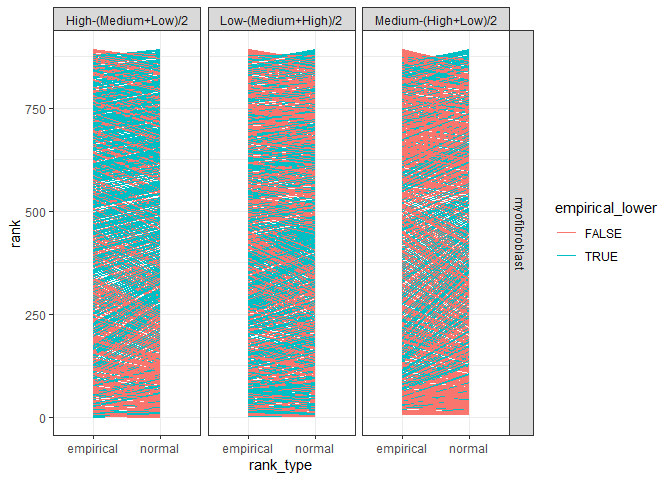 High-(Medium+Low)/2
Low-(Medium+High)/2
Medium-(High+Low)/2
750
500
250
0
rank
empirical
normal
empirical
normal
empirical
normal
rank_type
myofibroblast
empirical_lower
FALSE
TRUE